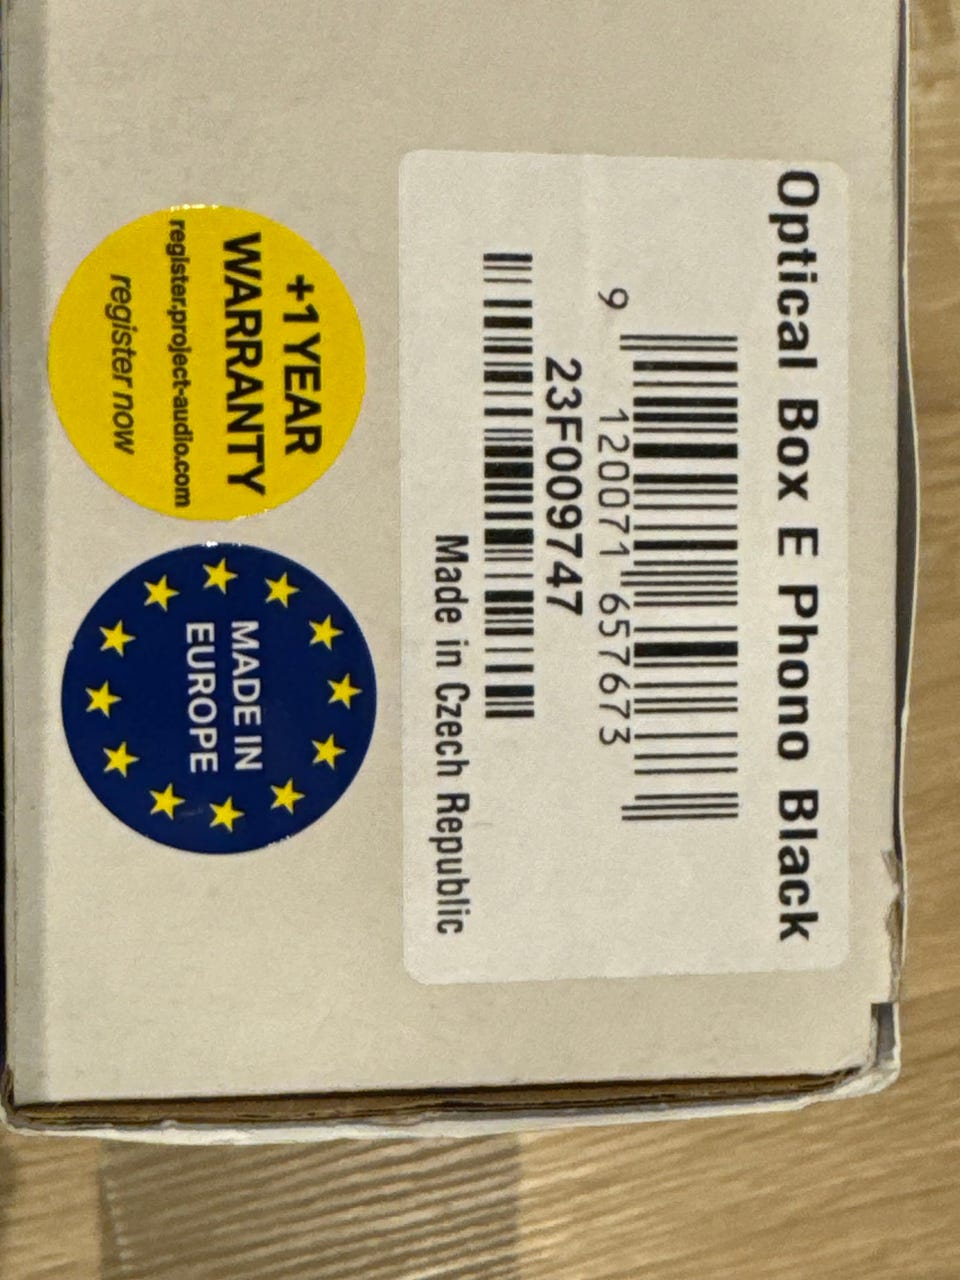 Optical Box E Phono Black
9 120071 657673
23F009747
Made in Czech Republic
+1 YEAR
WARRANTY
register.project-audio.com
register now
MADE IN
EUROPE